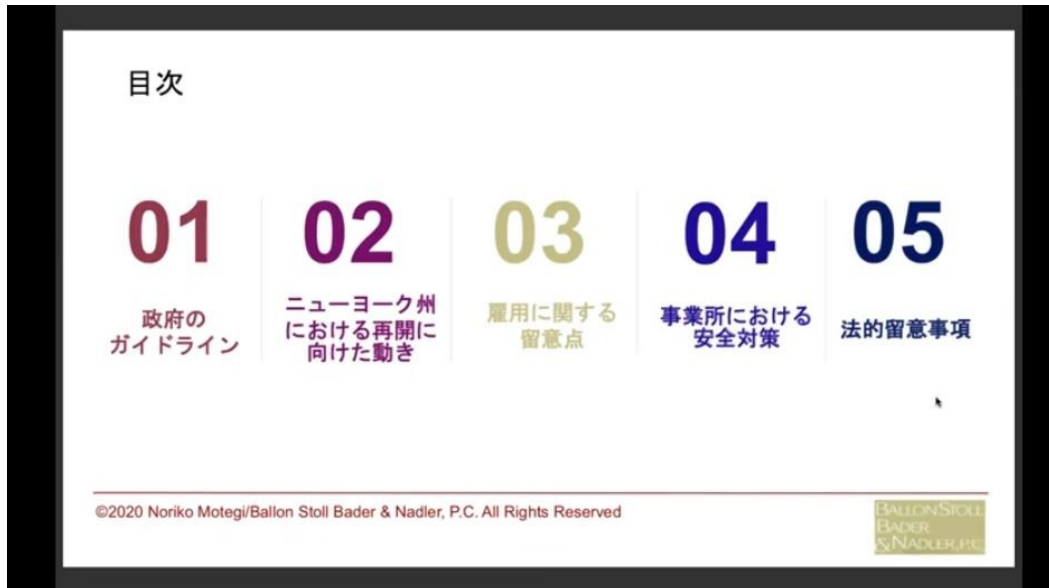 目次
01
政府の
ガイドライン
02
ニューヨーク州
における再開に
向けた動き
03
雇用に関する
留意点
04
事業所における
安全対策
05
法的留意事項
©2020 Noriko Motegi/Ballon Stoll Bader & Nadler, P.C. All Rights Reserved
BALLON STOLL
BADER
& NADLER, P.C.